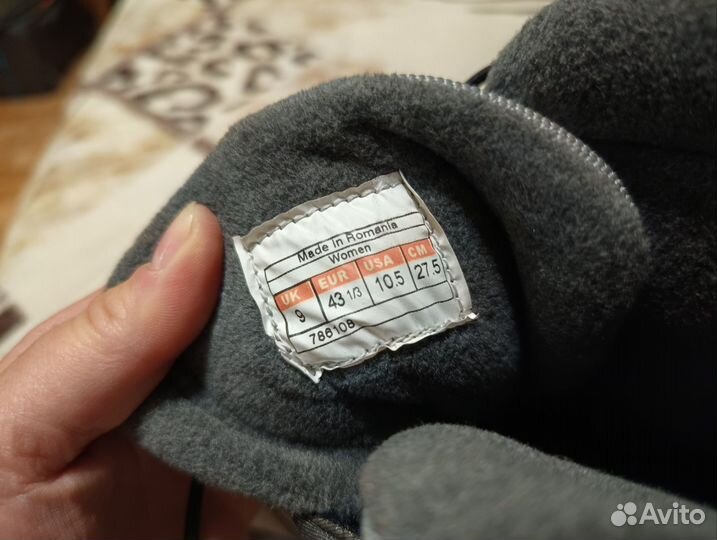 Made in Romania
Women
UK EUR USA CM
9 43 1/3 10.5 27.5
786108
Avito